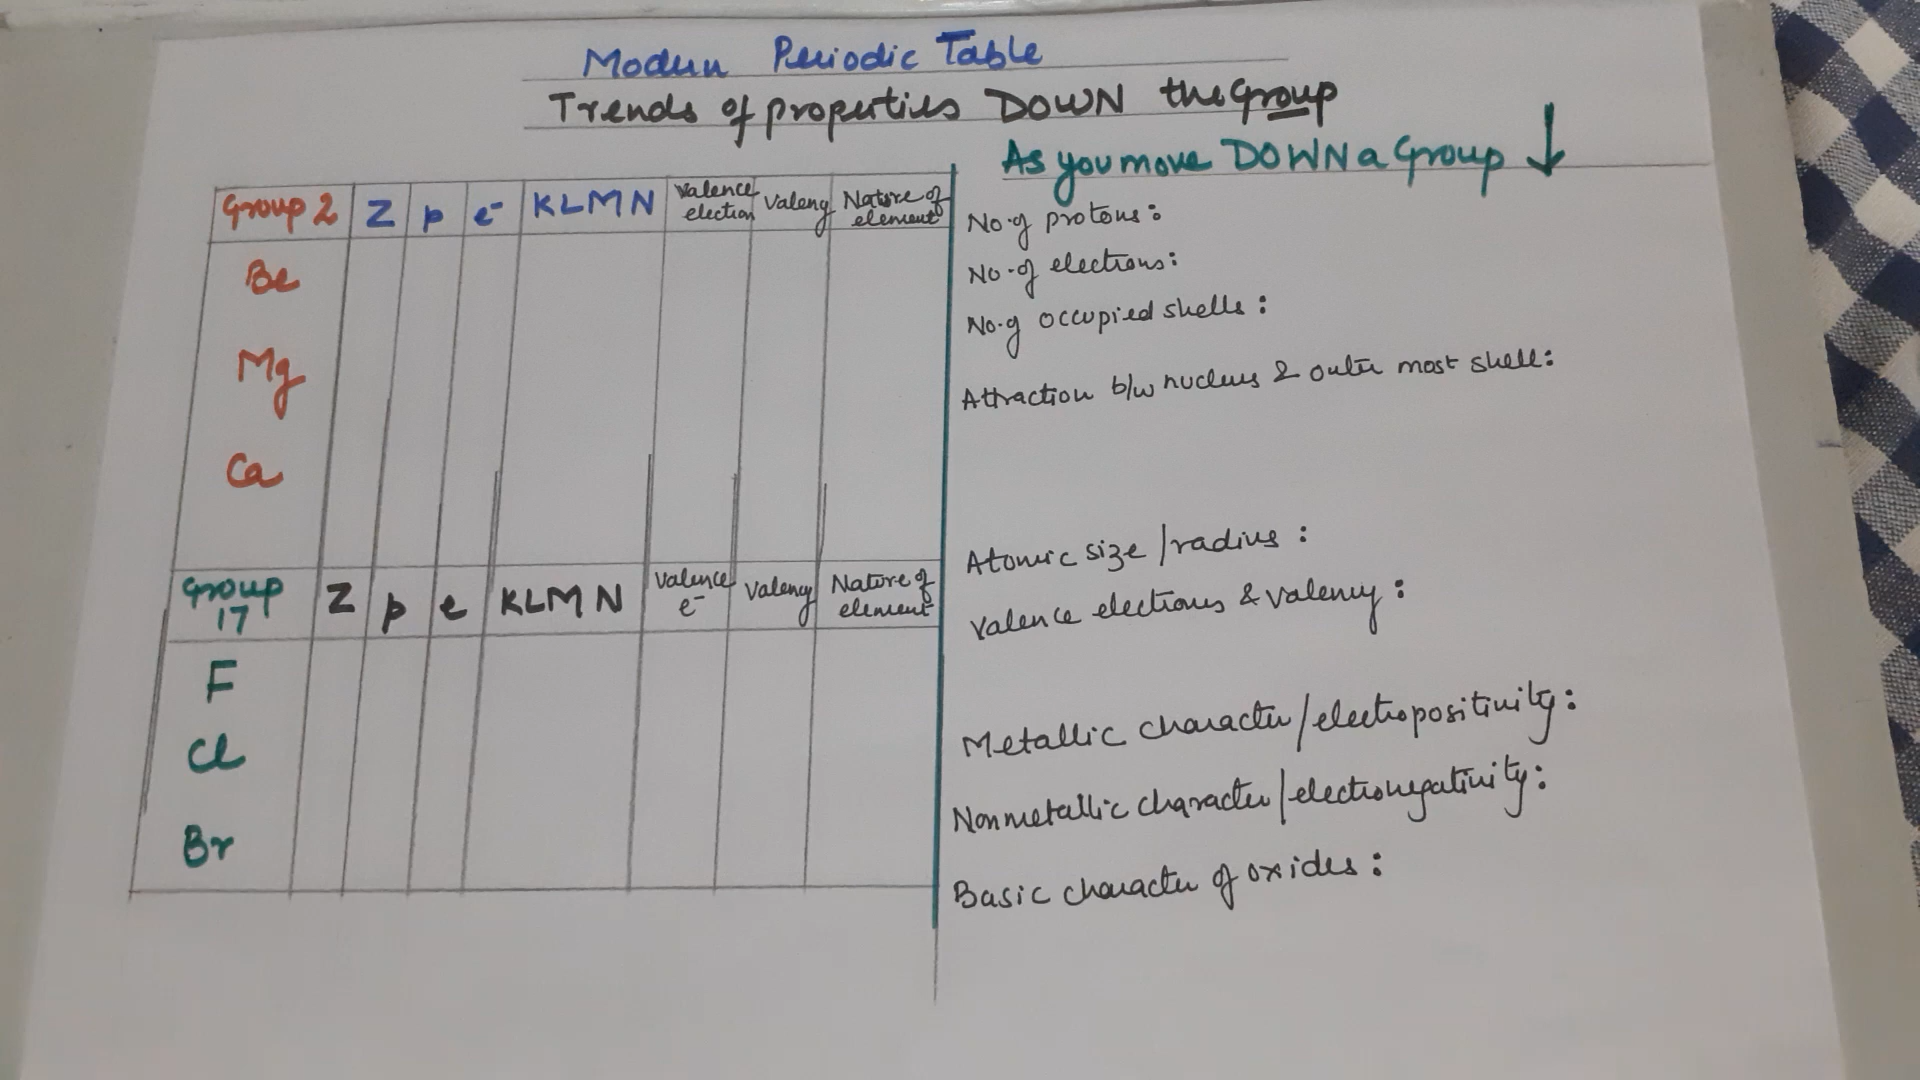 Modern Periodic Table
Trends of properties DOWN the Group
As you move DOWN a Group
Group 2 Z p e⁻ KLMN Valence election Valency Nature of element
Be
Mg
Ca
Group 17 Z p e KLMN Valence e⁻ Valency Nature of element
F
Cl
Br
No. of protons:
No. of electrons:
No. of occupied shells:
Attraction b/w nucleus & outer most shell:
Atomic size/radius:
Valence electrons & valency:
Metallic character/electropositivity:
Nonmetallic character/electronegativity:
Basic character of oxides: